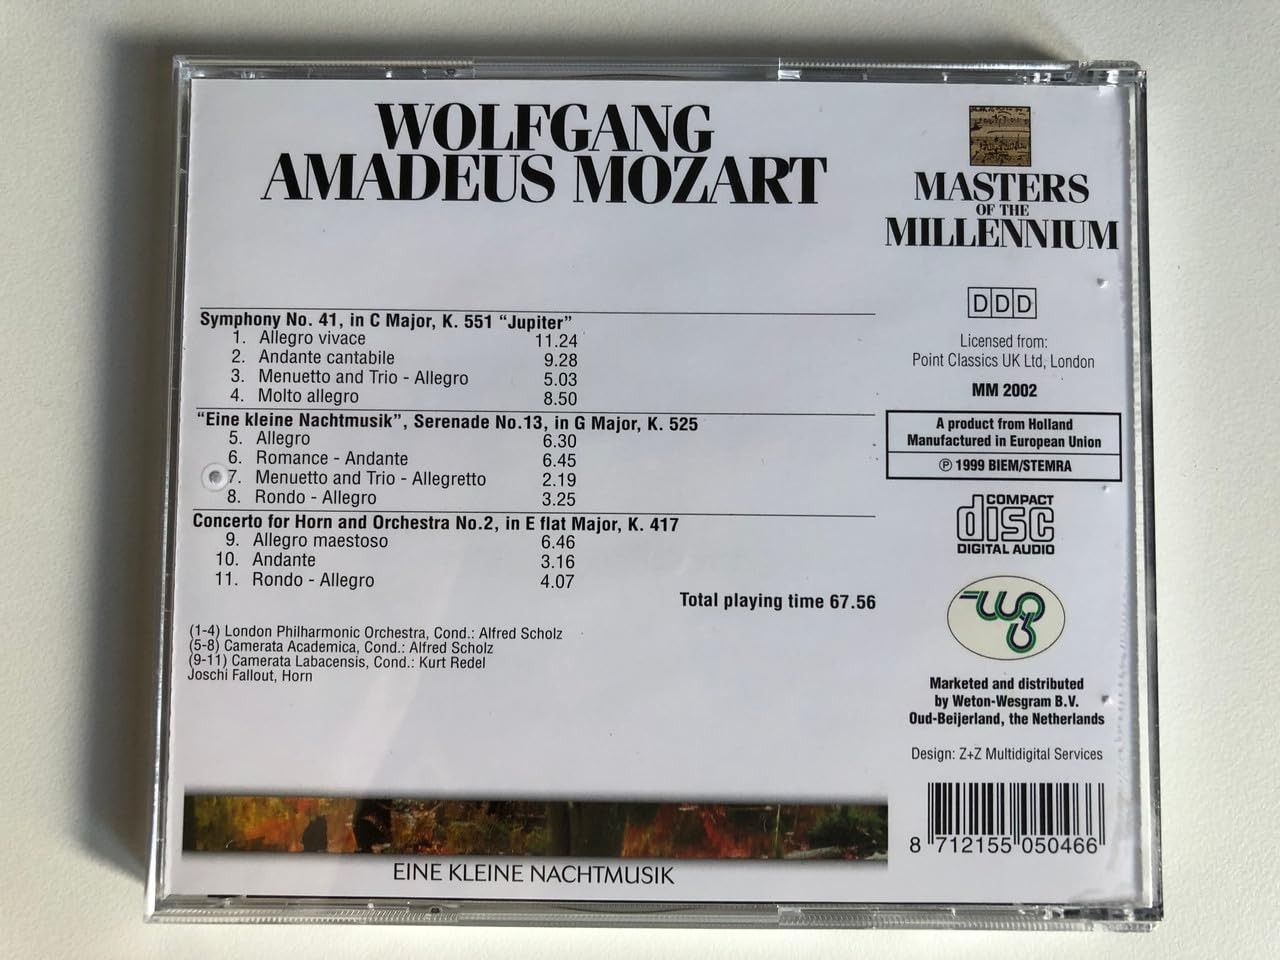 WOLFGANG
AMADEUS MOZART
Symphony No. 41, in C Major, K. 551 “Jupiter”
1. Allegro vivace 11.24
2. Andante cantabile 9.28
3. Menuetto and Trio - Allegro 5.03
4. Molto allegro 8.50
“Eine kleine Nachtmusik”, Serenade No.13, in G Major, K. 525
5. Allegro 6.30
6. Romance - Andante 6.45
7. Menuetto and Trio - Allegretto 2.19
8. Rondo - Allegro 3.25
Concerto for Horn and Orchestra No.2, in E flat Major, K. 417
9. Allegro maestoso 6.46
10. Andante 3.16
11. Rondo - Allegro 4.07
Total playing time 67.56
(1-4) London Philharmonic Orchestra, Cond.: Alfred Scholz
(5-8) Camerata Academica, Cond.: Alfred Scholz
(9-11) Camerata Labacensis, Cond.: Kurt Redel
Joschi Fallout, Horn
EINE KLEINE NACHTMUSIK
MASTERS
OF THE
MILLENNIUM
DDD
Licensed from:
Point Classics UK Ltd, London
MM 2002
A product from Holland
Manufactured in European Union
℗ 1999 BIEM/STEMRA
COMPACT
disc
DIGITAL AUDIO
Marketed and distributed
by Weton-Wesgram B.V.
Oud-Beijerland, the Netherlands
Design: Z+Z Multidigital Services
8 712155 050466